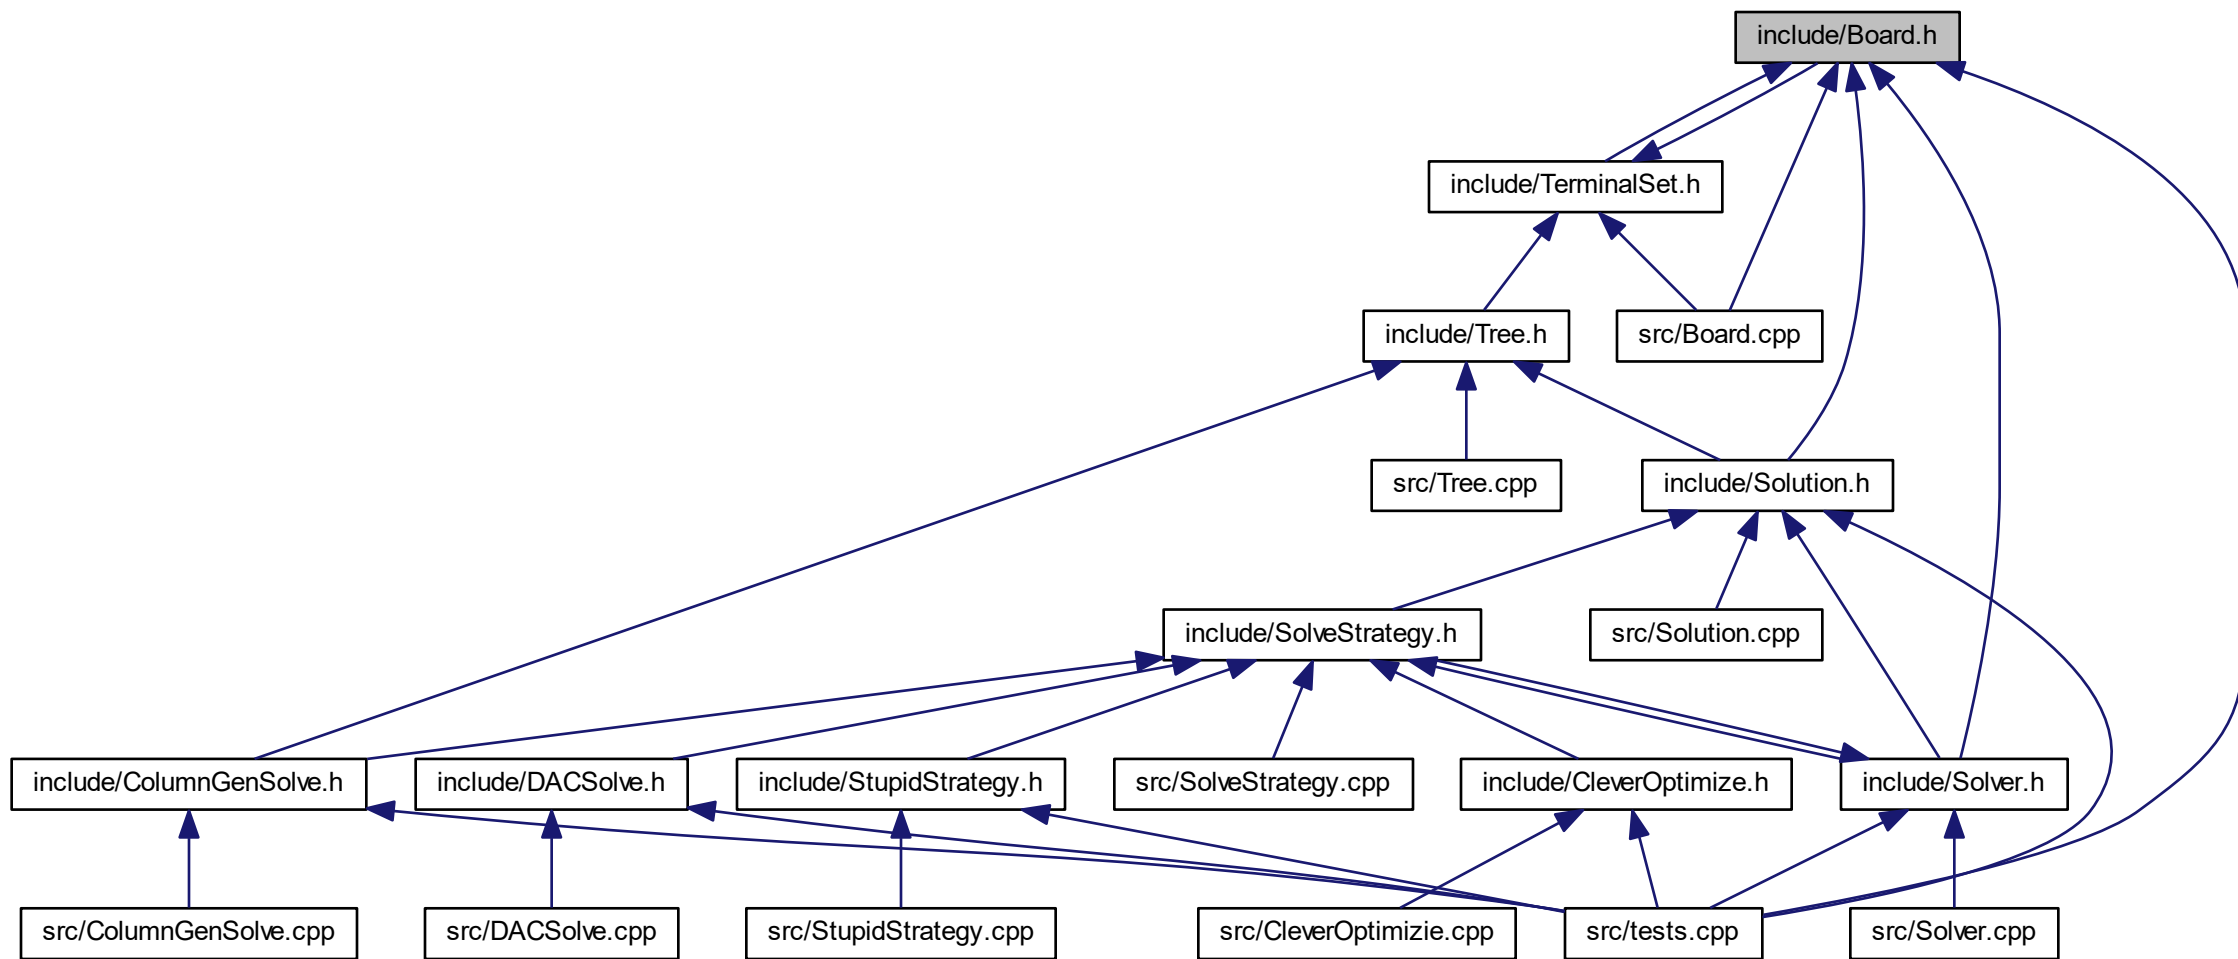 include/Board.h
include/TerminalSet.h
include/Tree.h
src/Board.cpp
src/Tree.cpp
include/Solution.h
include/SolveStrategy.h
src/Solution.cpp
include/ColumnGenSolve.h
include/DACSolve.h
include/StupidStrategy.h
src/SolveStrategy.cpp
include/CleverOptimize.h
include/Solver.h
src/ColumnGenSolve.cpp
src/DACSolve.cpp
src/StupidStrategy.cpp
src/CleverOptimizie.cpp
src/tests.cpp
src/Solver.cpp